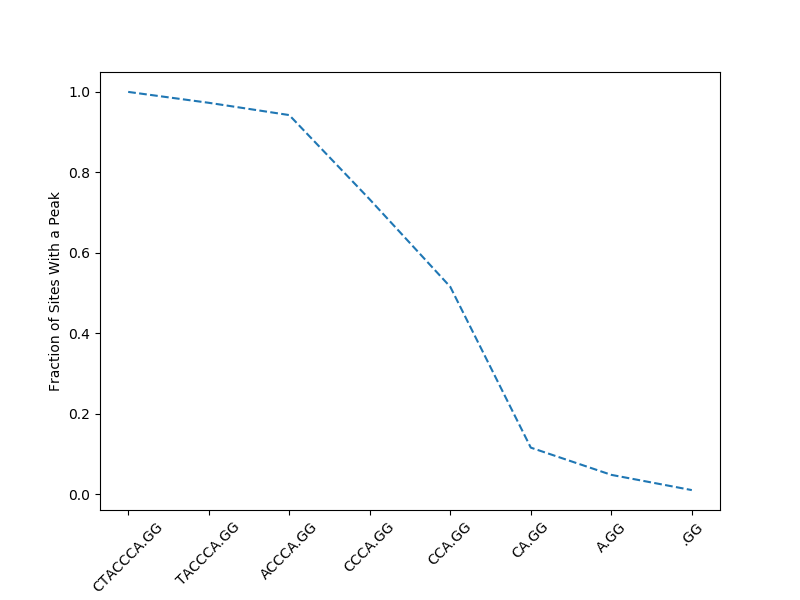 Fraction of Sites With a Peak
1.0
0.8
0.6
0.4
0.2
0.0
CTACCCA.GG
TACCCA.GG
ACCCA.GG
CCCA.GG
CCA.GG
CA.GG
A.GG
.GG